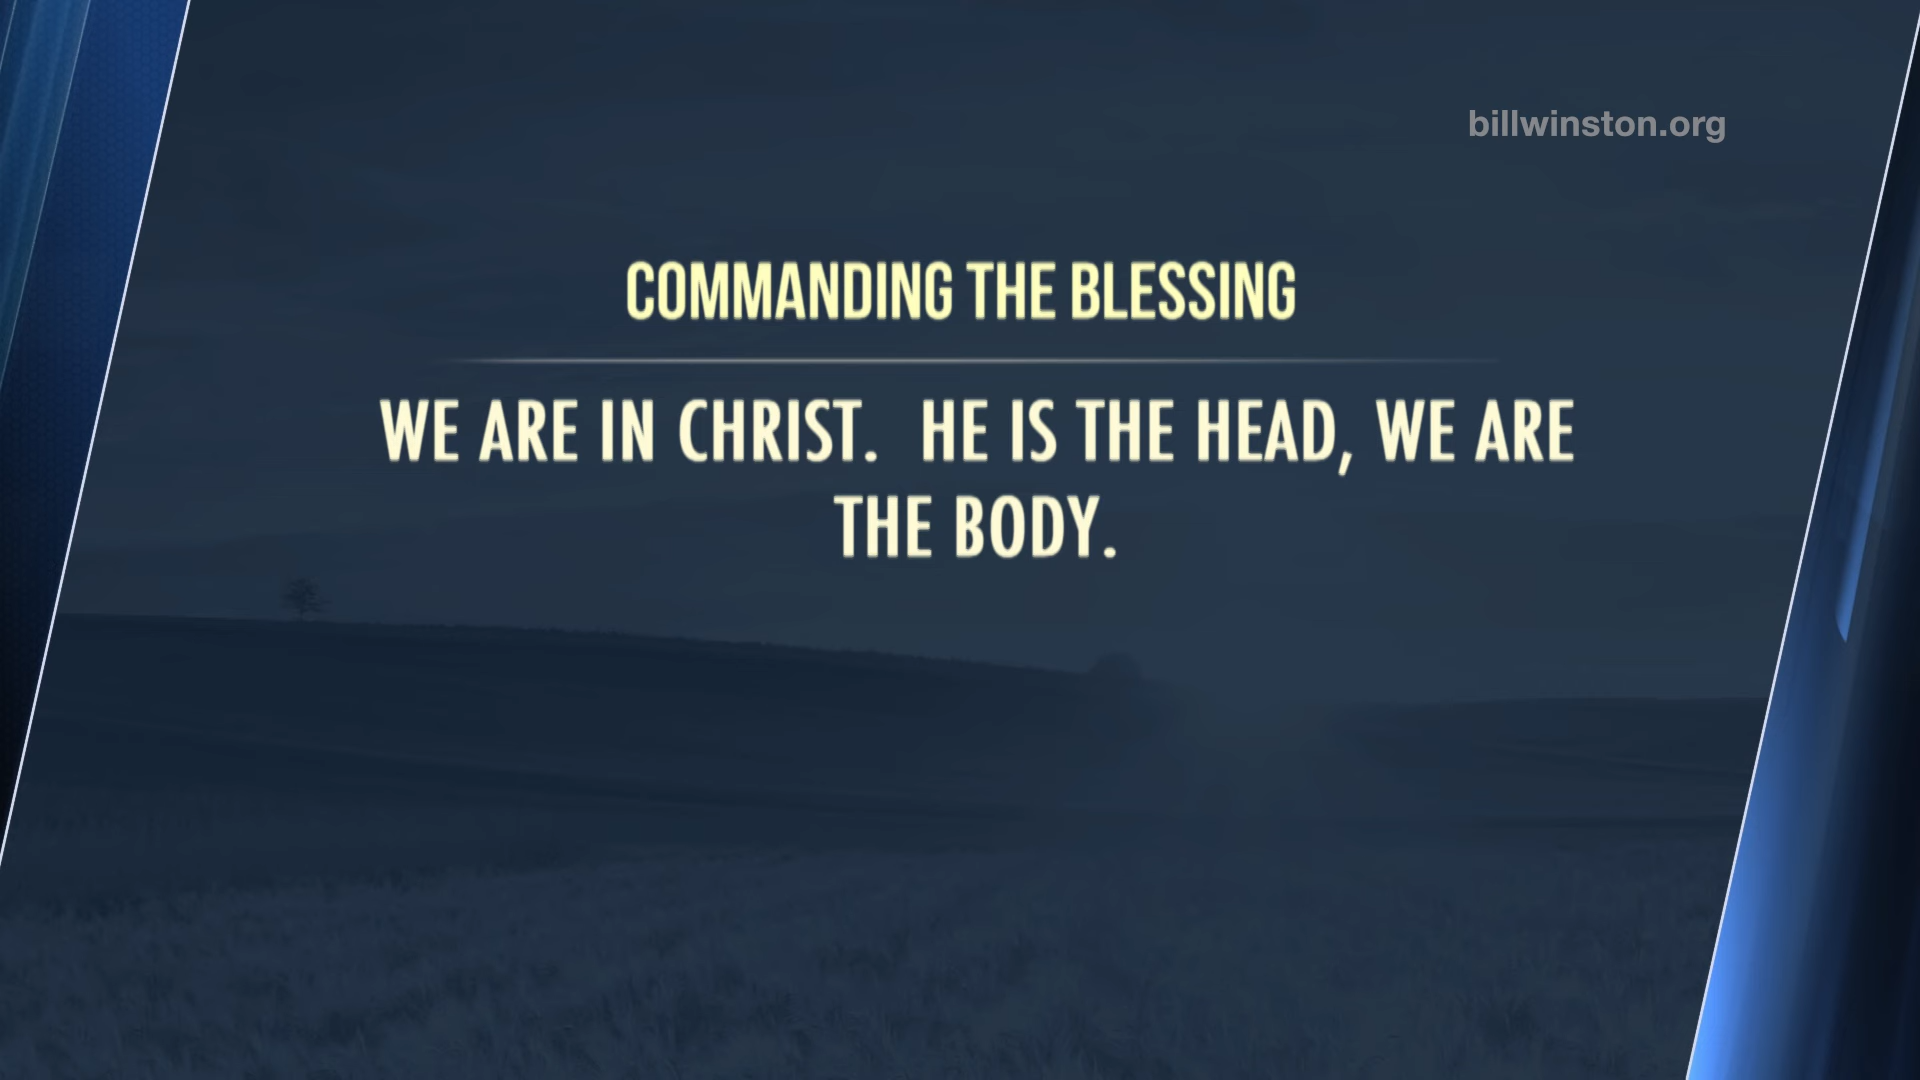 billwinston.org
COMMANDING THE BLESSING
WE ARE IN CHRIST.  HE IS THE HEAD, WE ARE
THE BODY.